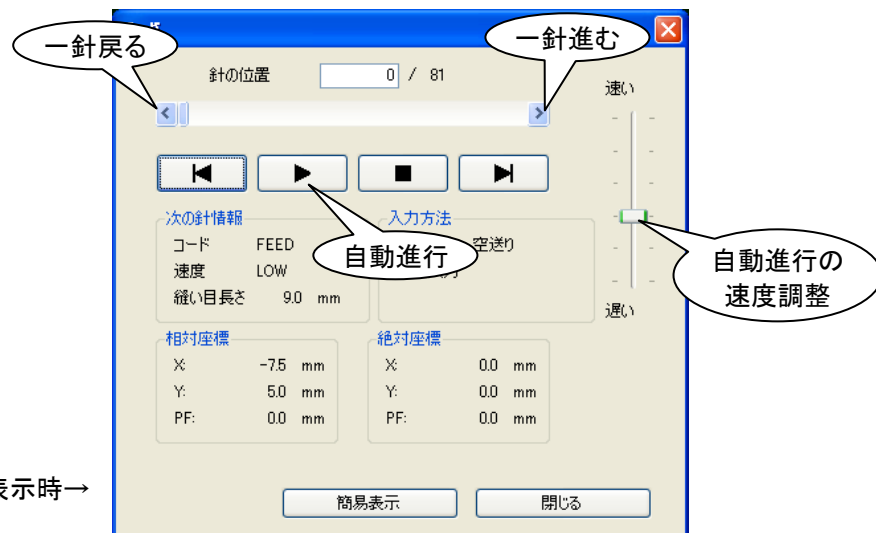 一針戻る
一針進む
針の位置 0 / 81
速い
次の針情報
入力方法
コード FEED
空送り
速度 LOW
縫い目長さ 9.0 mm
自動進行
自動進行の
速度調整
遅い
相対座標
絶対座標
X: -7.5 mm
X: 0.0 mm
Y: 5.0 mm
Y: 0.0 mm
PF: 0.0 mm
PF: 0.0 mm
表示時→
簡易表示
閉じる